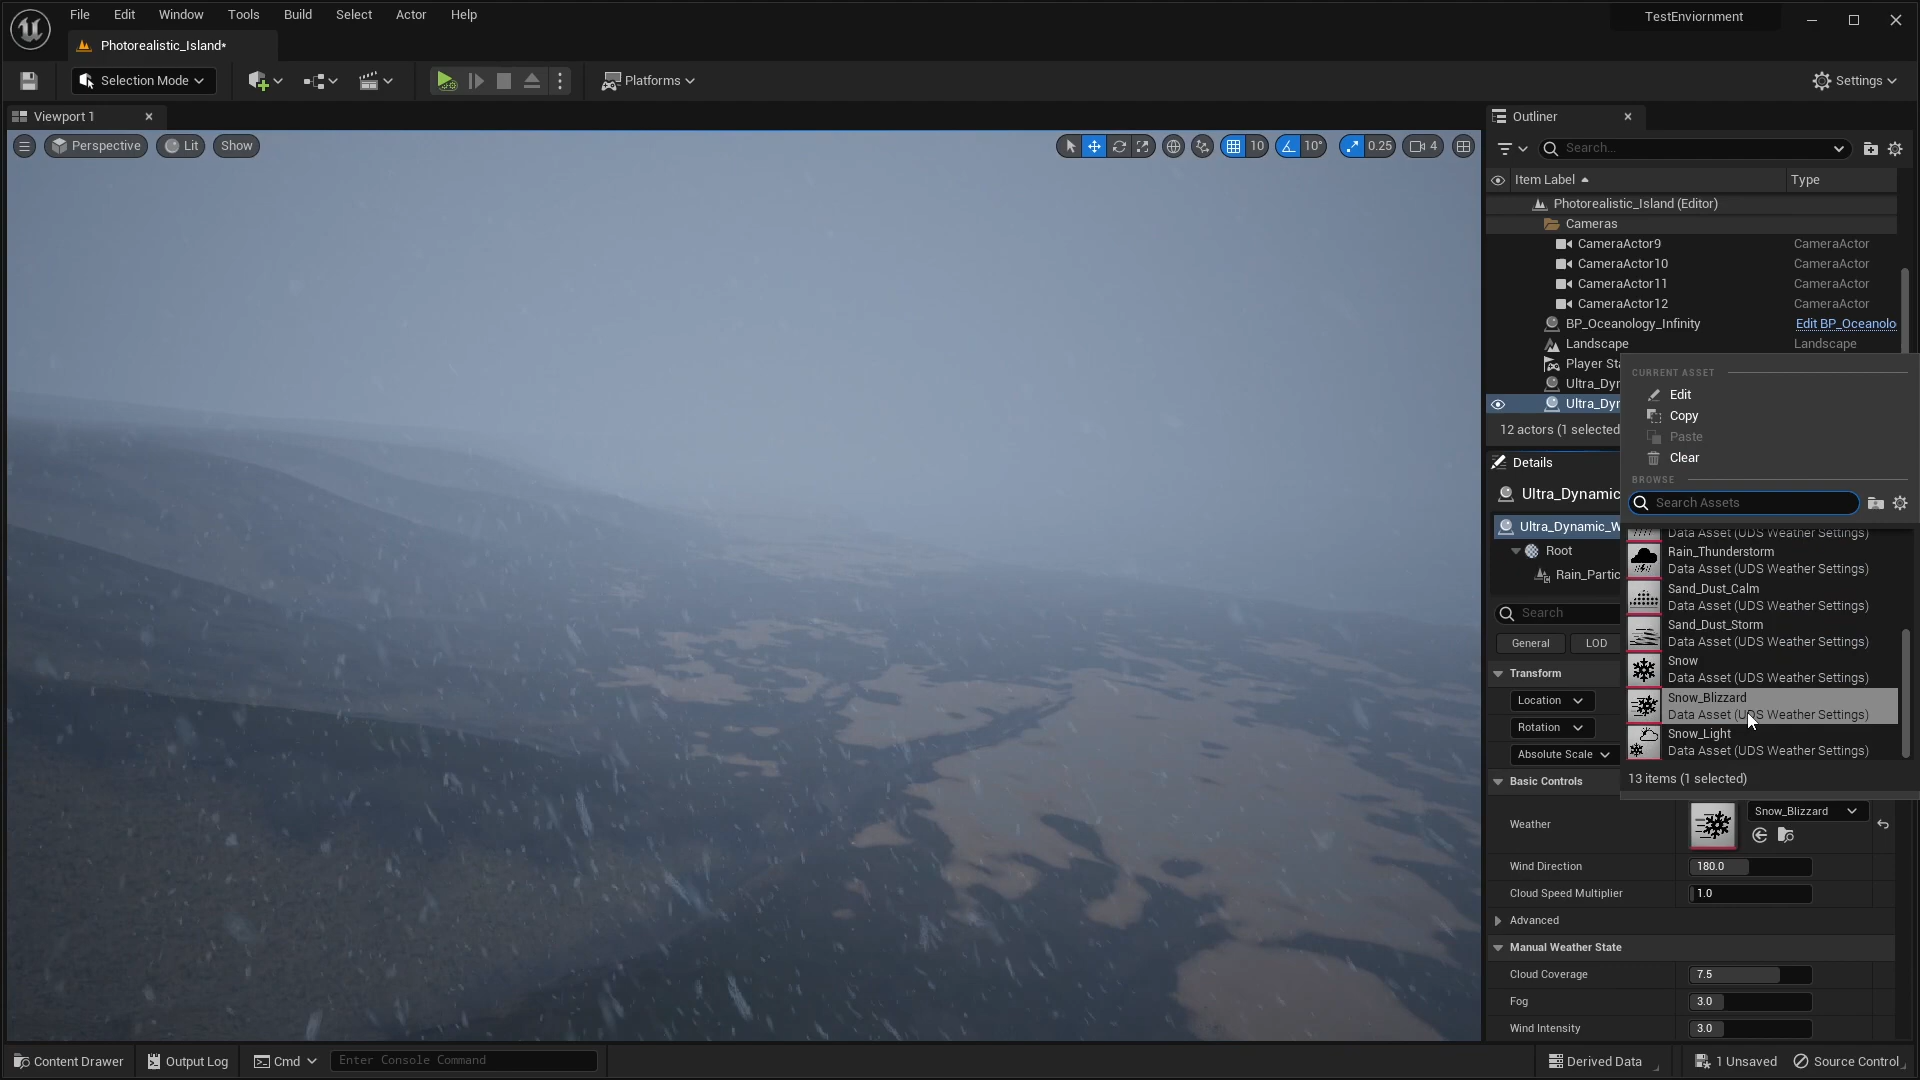 File Edit Window Tools Build Select Actor Help
TestEnviornment
Photorealistic_Island*
Selection Mode
Platforms
Settings
Viewport 1
Perspective
Lit
Show
10
10°
0.25
4
Outliner
Search...
Item Label
Type
Photorealistic_Island (Editor)
Cameras
CameraActor9 CameraActor
CameraActor10 CameraActor
CameraActor11 CameraActor
CameraActor12 CameraActor
BP_Oceanology_Infinity Edit BP_Oceanolo
Landscape Landscape
Player Sta
Ultra_Dyn
Ultra_Dyn
12 actors (1 selected
CURRENT ASSET
Edit
Copy
Paste
Clear
BROWSE
Search Assets
Data Asset (UDS Weather Settings)
Rain_Thunderstorm
Data Asset (UDS Weather Settings)
Sand_Dust_Calm
Data Asset (UDS Weather Settings)
Sand_Dust_Storm
Data Asset (UDS Weather Settings)
Snow
Data Asset (UDS Weather Settings)
Snow_Blizzard
Data Asset (UDS Weather Settings)
Snow_Light
Data Asset (UDS Weather Settings)
13 items (1 selected)
Details
Ultra_Dynamic
Ultra_Dynamic_W
Root
Rain_Partic
Search
General
LOD
Transform
Location
Rotation
Absolute Scale
Basic Controls
Weather
Snow_Blizzard
Wind Direction 180.0
Cloud Speed Multiplier 1.0
Advanced
Manual Weather State
Cloud Coverage 7.5
Fog 3.0
Wind Intensity 3.0
Content Drawer
Output Log
Cmd
Enter Console Command
Derived Data
1 Unsaved
Source Control